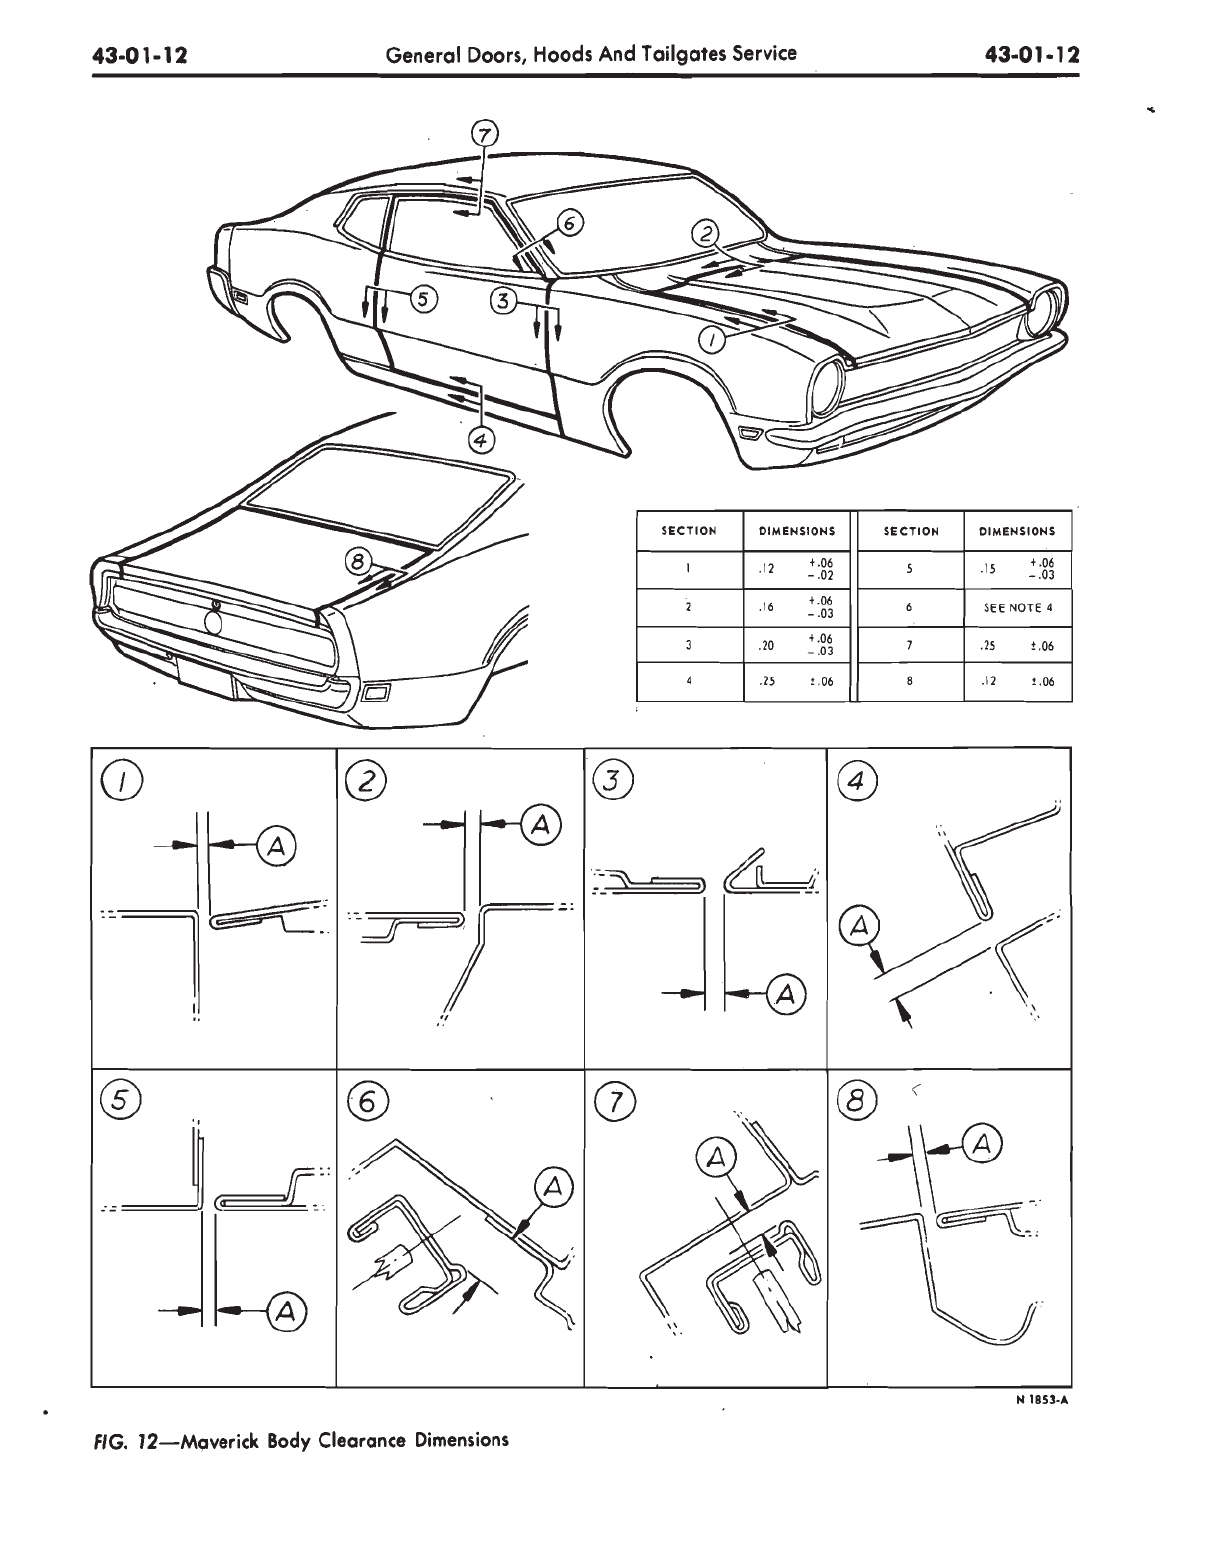 43-01-12 General Doors, Hoods And Tailgates Service 43-01-12
7
6
2
5
3
1
4
8
SECTION DIMENSIONS SECTION DIMENSIONS
1 .12 +.06 -.02 5 .15 +.06 -.03
2 .16 +.06 -.03 6 SEE NOTE 4
3 .20 +.06 -.03 7 .25 ±.06
4 .25 ±.06 8 .12 ±.06
1 2 3 4
A A
A
A
5 6 7 8
A A
A
A
N 1853-A
FIG. 12—Maverick Body Clearance Dimensions